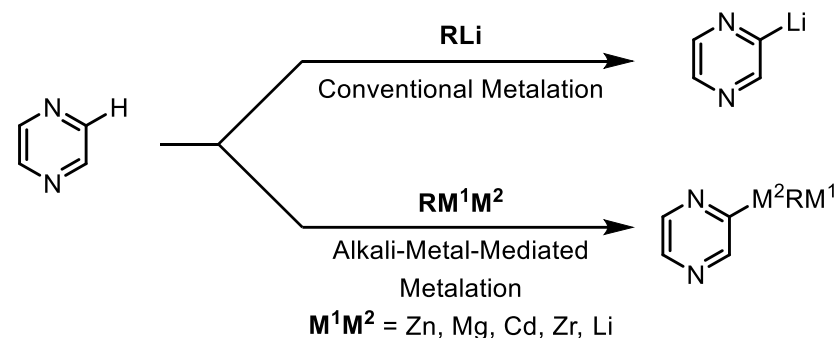 RLi
Conventional Metalation
N
Li
N
N
H
N
RM¹M²
Alkali-Metal-Mediated
Metalation
M¹M² = Zn, Mg, Cd, Zr, Li
N
M²RM¹
N